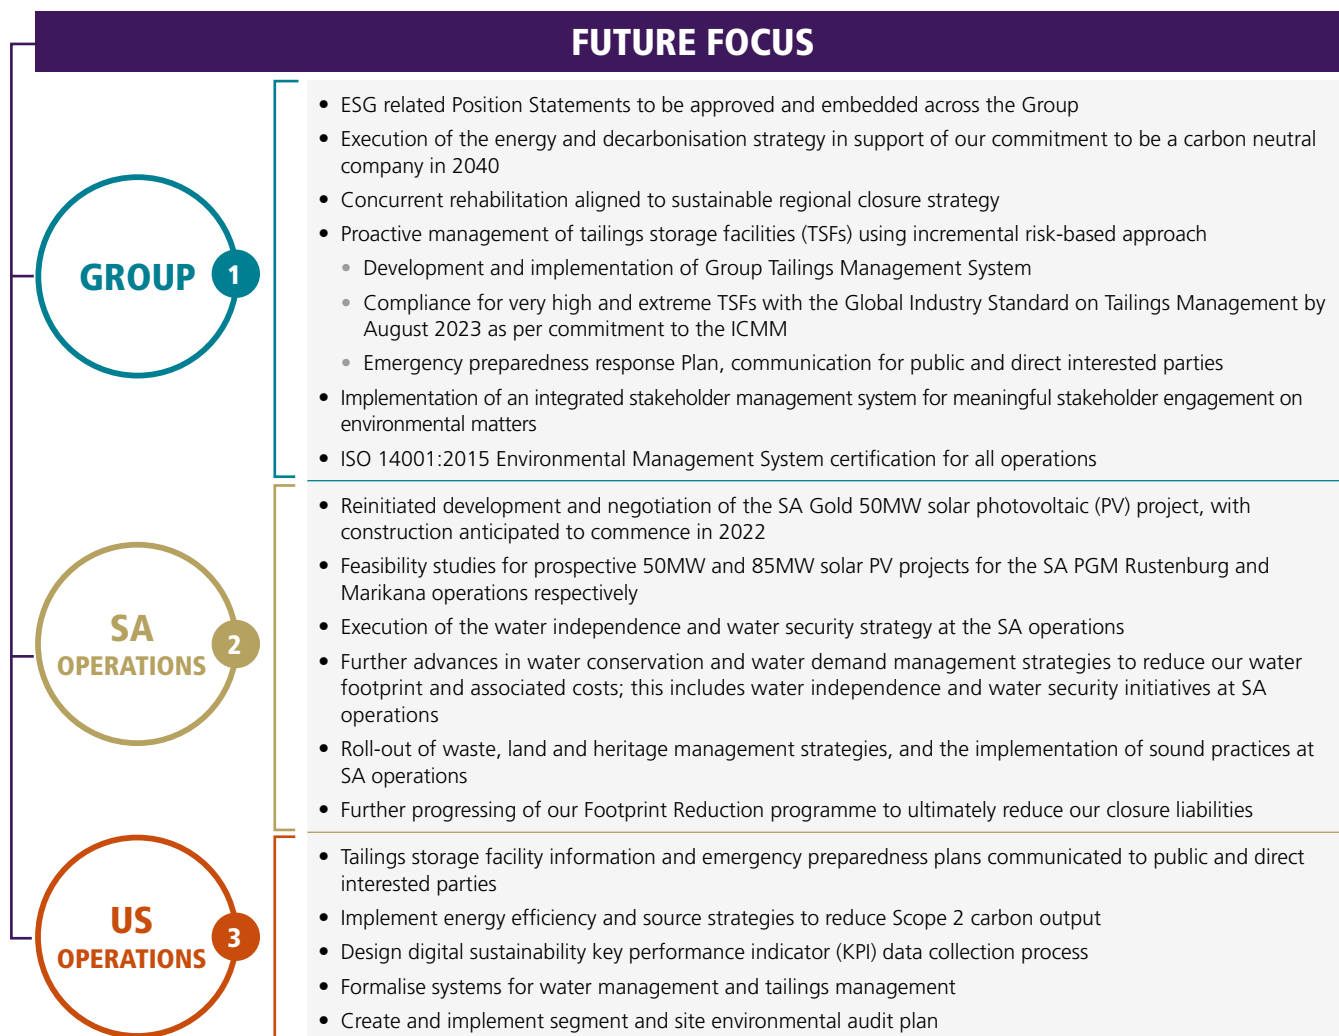 FUTURE FOCUS
GROUP
1
• ESG related Position Statements to be approved and embedded across the Group
• Execution of the energy and decarbonisation strategy in support of our commitment to be a carbon neutral
company in 2040
• Concurrent rehabilitation aligned to sustainable regional closure strategy
• Proactive management of tailings storage facilities (TSFs) using incremental risk-based approach
• Development and implementation of Group Tailings Management System
• Compliance for very high and extreme TSFs with the Global Industry Standard on Tailings Management by
August 2023 as per commitment to the ICMM
• Emergency preparedness response Plan, communication for public and direct interested parties
• Implementation of an integrated stakeholder management system for meaningful stakeholder engagement on
environmental matters
• ISO 14001:2015 Environmental Management System certification for all operations
SA
OPERATIONS
2
• Reinitiated development and negotiation of the SA Gold 50MW solar photovoltaic (PV) project, with
construction anticipated to commence in 2022
• Feasibility studies for prospective 50MW and 85MW solar PV projects for the SA PGM Rustenburg and
Marikana operations respectively
• Execution of the water independence and water security strategy at the SA operations
• Further advances in water conservation and water demand management strategies to reduce our water
footprint and associated costs; this includes water independence and water security initiatives at SA
operations
• Roll-out of waste, land and heritage management strategies, and the implementation of sound practices at
SA operations
• Further progressing of our Footprint Reduction programme to ultimately reduce our closure liabilities
US
OPERATIONS
3
• Tailings storage facility information and emergency preparedness plans communicated to public and direct
interested parties
• Implement energy efficiency and source strategies to reduce Scope 2 carbon output
• Design digital sustainability key performance indicator (KPI) data collection process
• Formalise systems for water management and tailings management
• Create and implement segment and site environmental audit plan